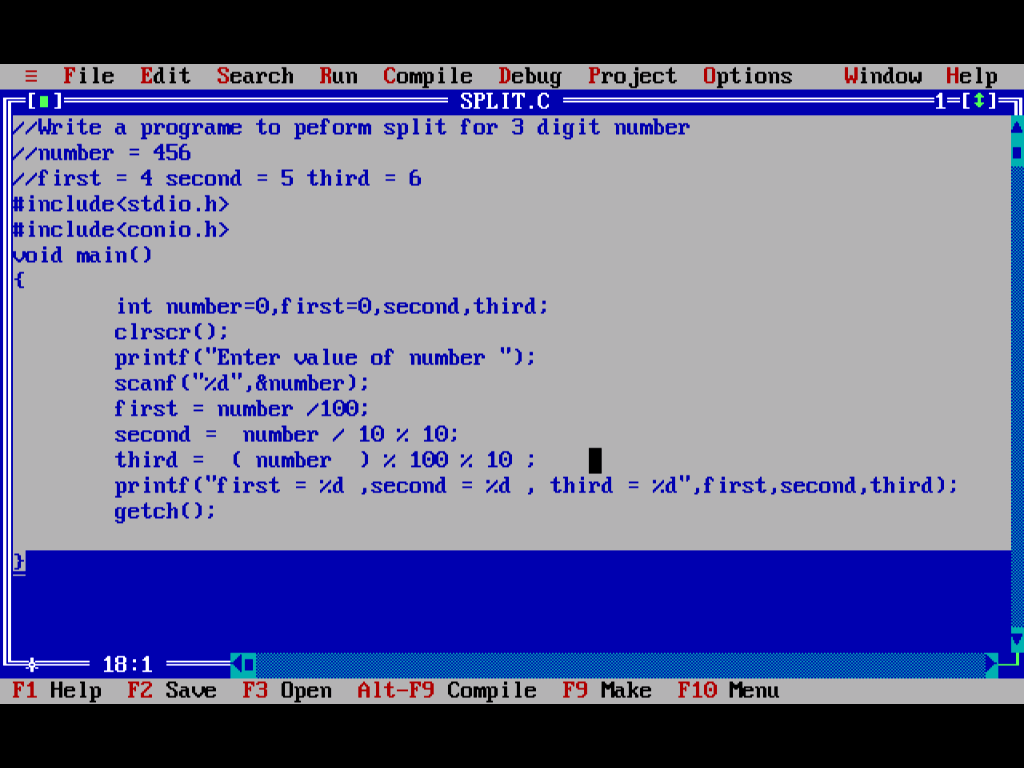 ≡ File Edit Search Run Compile Debug Project Options Window Help
[■] SPLIT.C 1=[↕]
//Write a programe to peform split for 3 digit number
//number = 456
//first = 4 second = 5 third = 6
#include<stdio.h>
#include<conio.h>
void main()
{
int number=0,first=0,second,third;
clrscr();
printf("Enter value of number ");
scanf("%d",&number);
first = number /100;
second =  number / 10 % 10;
third =  ( number  ) % 100 % 10 ;
printf("first = %d ,second = %d , third = %d",first,second,third);
getch();
}
18:1
F1 Help F2 Save F3 Open Alt-F9 Compile F9 Make F10 Menu